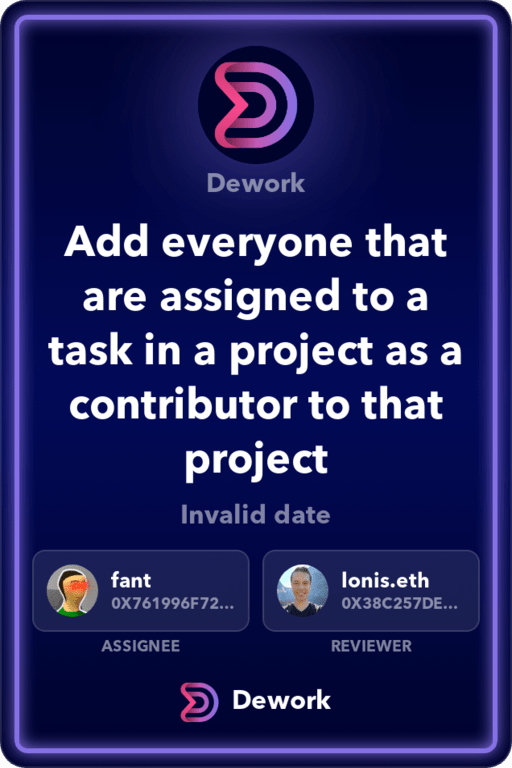 Dework
Add everyone that
are assigned to a
task in a project as a
contributor to that
project
Invalid date
fant
0X761996F72...
ASSIGNEE
lonis.eth
0X38C257DE...
REVIEWER
Dework